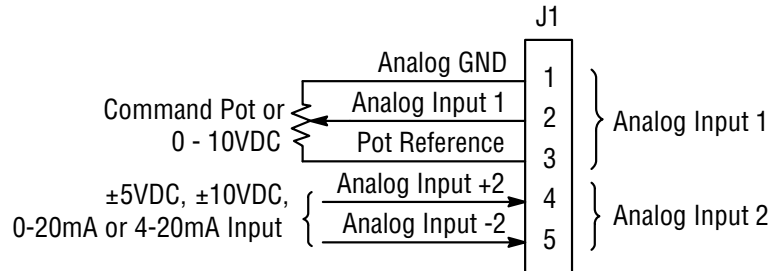 J1
Analog GND
1
Command Pot or
0 - 10VDC
Analog Input 1
2
Pot Reference
3
Analog Input 1
±5VDC, ±10VDC,
0-20mA or 4-20mA Input
Analog Input +2
4
Analog Input -2
5
Analog Input 2